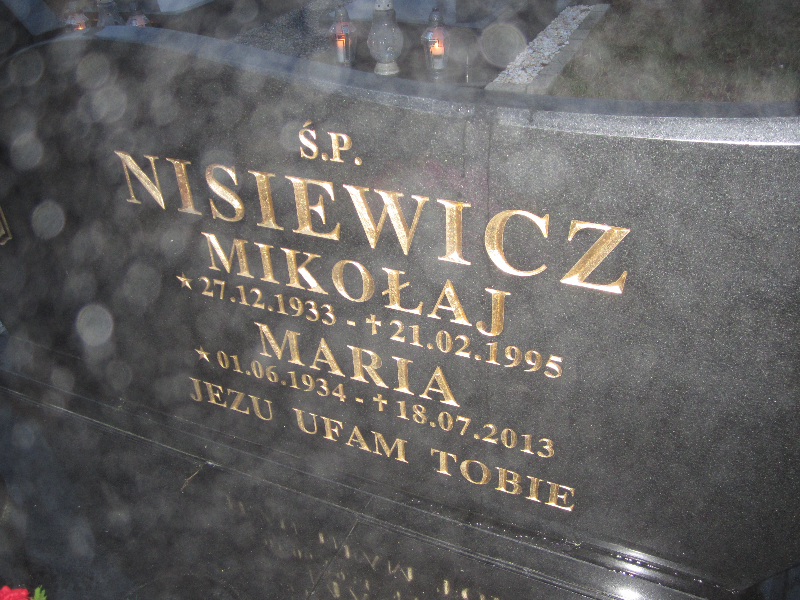 Ś.P.
NISIEWICZ
MIKOŁAJ
★ 27.12.1933 - ✝ 21.02.1995
MARIA
★ 01.06.1934 - ✝ 18.07.2013
JEZU UFAM TOBIE